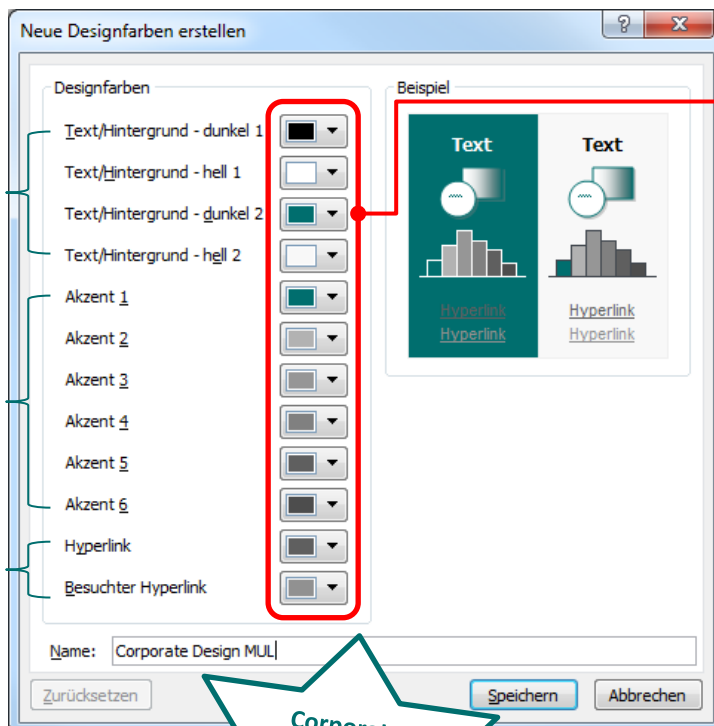 Neue Designfarben erstellen
Designfarben
Text/Hintergrund - dunkel 1
Text/Hintergrund - hell 1
Text/Hintergrund - dunkel 2
Text/Hintergrund - hell 2
Akzent 1
Akzent 2
Akzent 3
Akzent 4
Akzent 5
Akzent 6
Hyperlink
Besuchter Hyperlink
Beispiel
Text Text
Hyperlink Hyperlink
Hyperlink Hyperlink
Name: Corporate Design MUL
Zurücksetzen Speichern Abbrechen